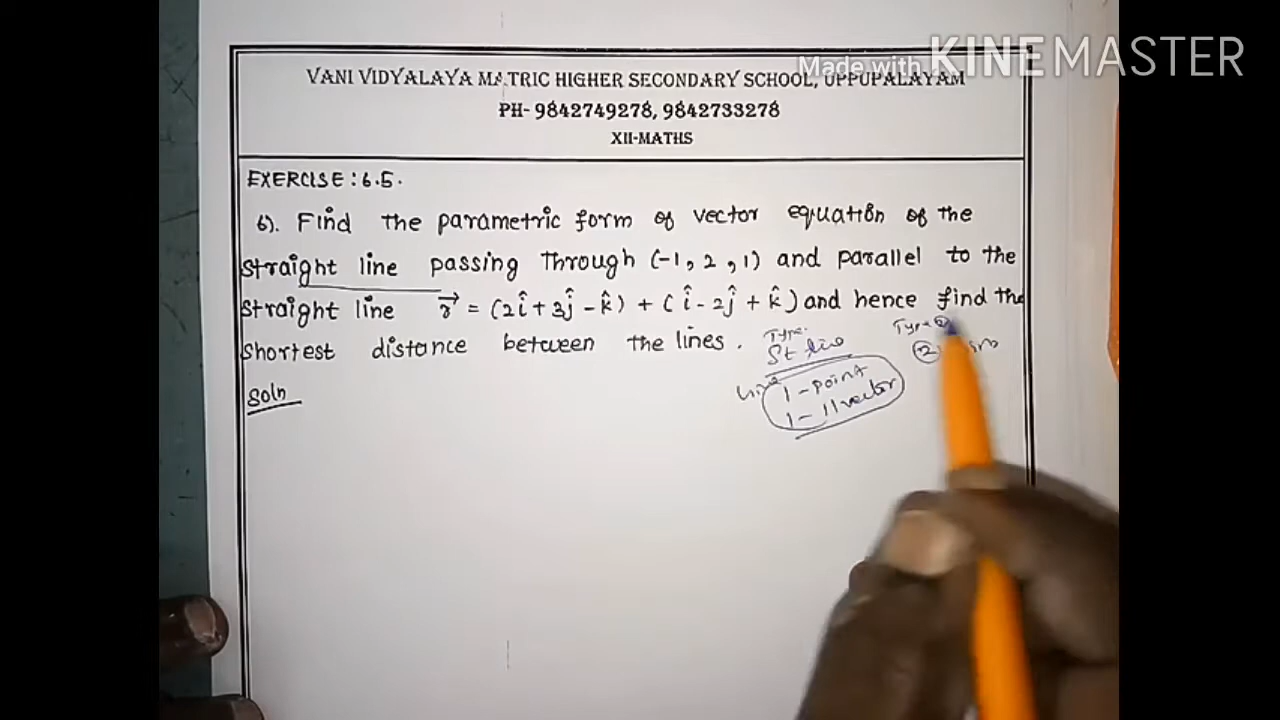 Made with KINEMASTER
VANI VIDYALAYA MATRIC HIGHER SECONDARY SCHOOL, UPPUPALAYAM
PH- 9842749278, 9842733278
XII-MATHS
EXERCISE : 6.5.
6). Find the parametric form of vector equation of the
straight line passing through (-1, 2, 1) and parallel to the
straight line r⃗ = (2î + 3ĵ - k̂) + ( î - 2ĵ + k̂ ) and hence find the
shortest distance between the lines.
Type.
St line
1 - point
1 - || vector
Type
②
Soln